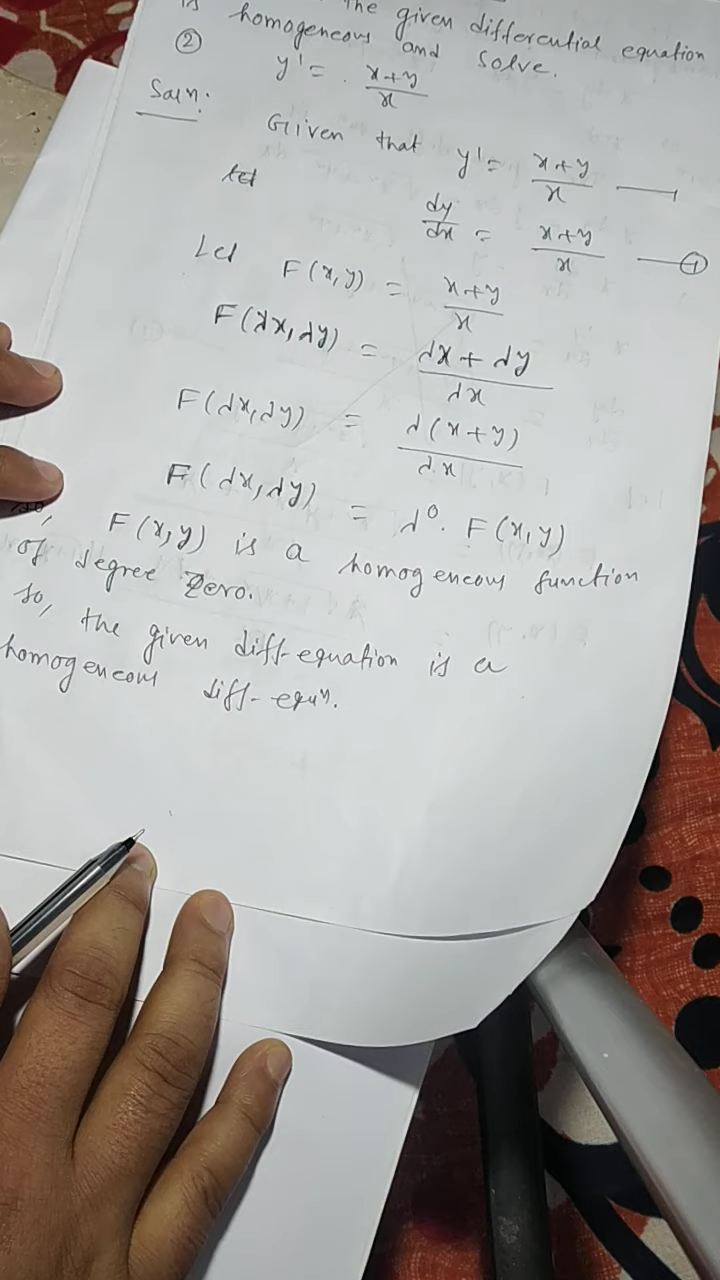 is the given differential equation
homogeneous and solve.
② y' = x+y/x
Soln:
Given that y' = x+y/x
let
dy/dx = x+y/x — ①
Let F(x,y) = x+y/x
F(λx,λy) = λx + λy/λx
F(λx,λy) = λ(x+y)/λx
F(λx,λy) = λ⁰. F(x,y)
F(x,y) is a homogeneous function
of degree zero.
so, the given diff-equation is a
homogeneous diff-equⁿ.